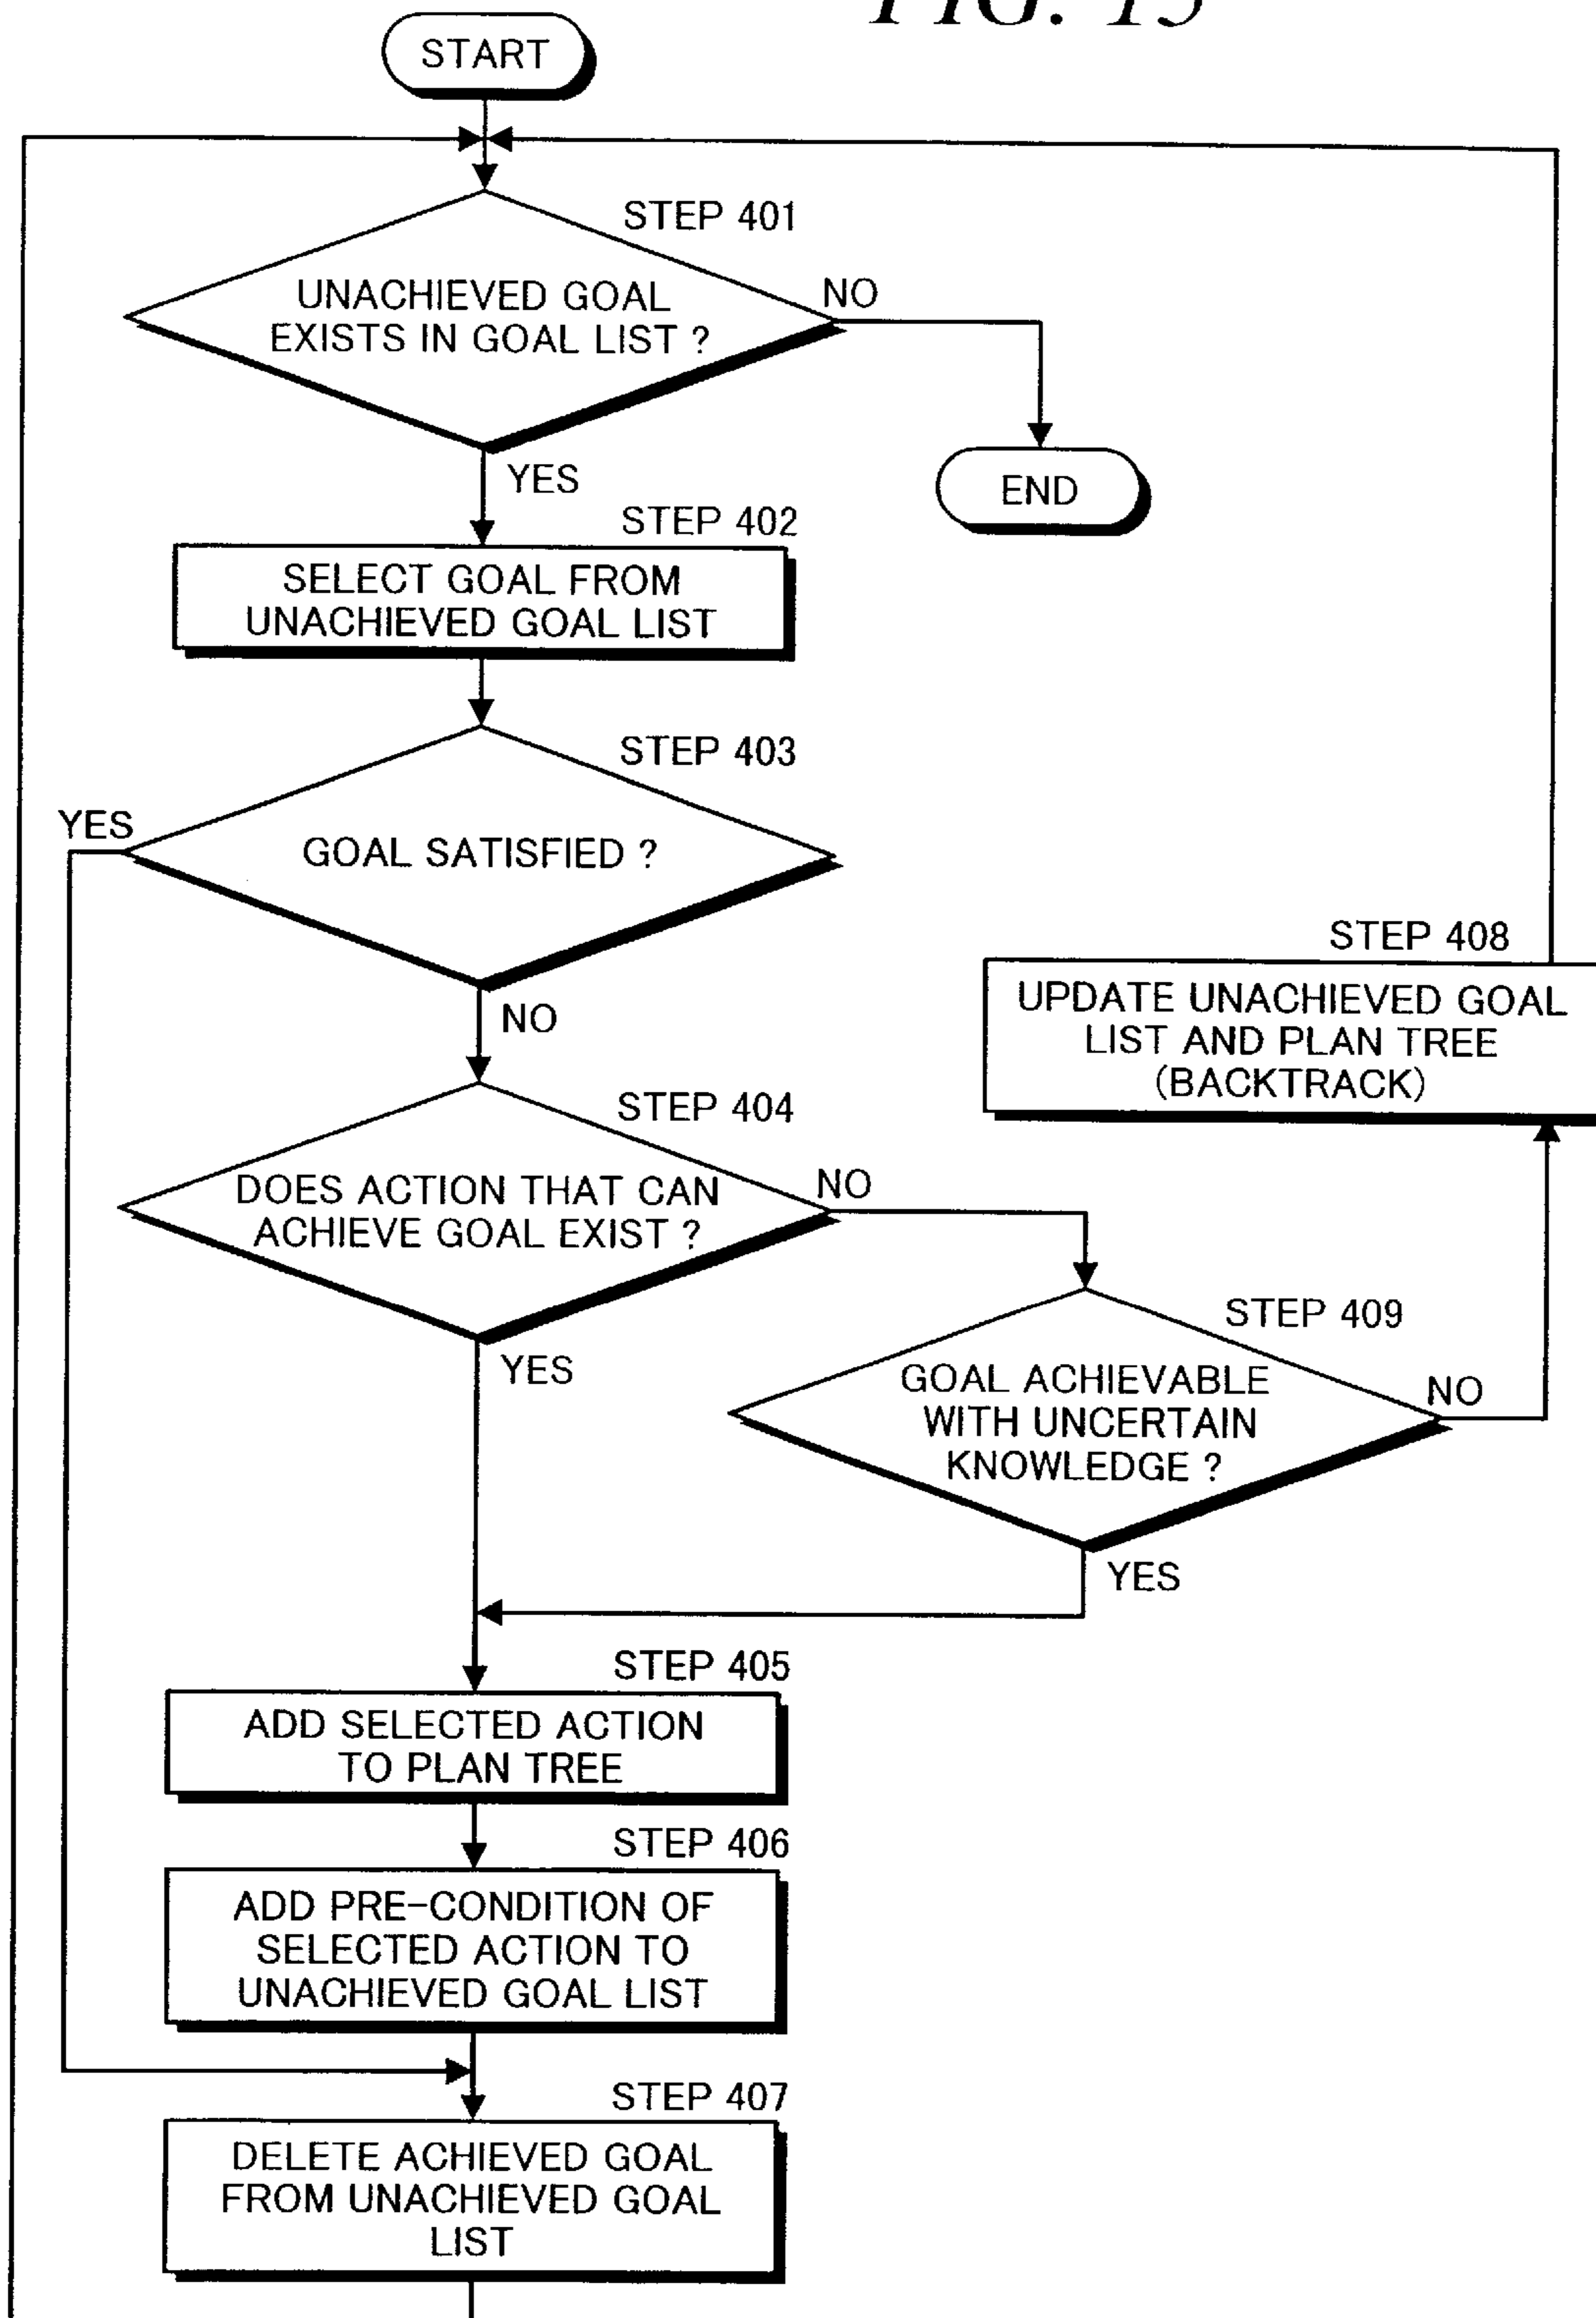 FIG. 15
START
STEP 401
UNACHIEVED GOAL
EXISTS IN GOAL LIST ?
NO
YES
END
STEP 402
SELECT GOAL FROM
UNACHIEVED GOAL LIST
STEP 403
YES
GOAL SATISFIED ?
NO
STEP 408
UPDATE UNACHIEVED GOAL
LIST AND PLAN TREE
(BACKTRACK)
STEP 404
DOES ACTION THAT CAN
ACHIEVE GOAL EXIST ?
NO
YES
STEP 409
GOAL ACHIEVABLE
WITH UNCERTAIN
KNOWLEDGE ?
NO
YES
STEP 405
ADD SELECTED ACTION
TO PLAN TREE
STEP 406
ADD PRE-CONDITION OF
SELECTED ACTION TO
UNACHIEVED GOAL LIST
STEP 407
DELETE ACHIEVED GOAL
FROM UNACHIEVED GOAL
LIST